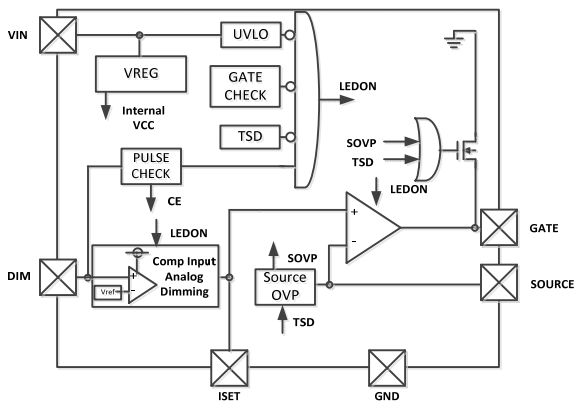 VIN
UVLO
VREG
GATE
CHECK
LEDON
Internal
VCC
TSD
SOVP
TSD
PULSE
CHECK
CE
LEDON
LEDON
+
-
GATE
DIM
Comp Input
Analog
Dimming
+
-
Vref
SOVP
Source
OVP
TSD
SOURCE
ISET
GND